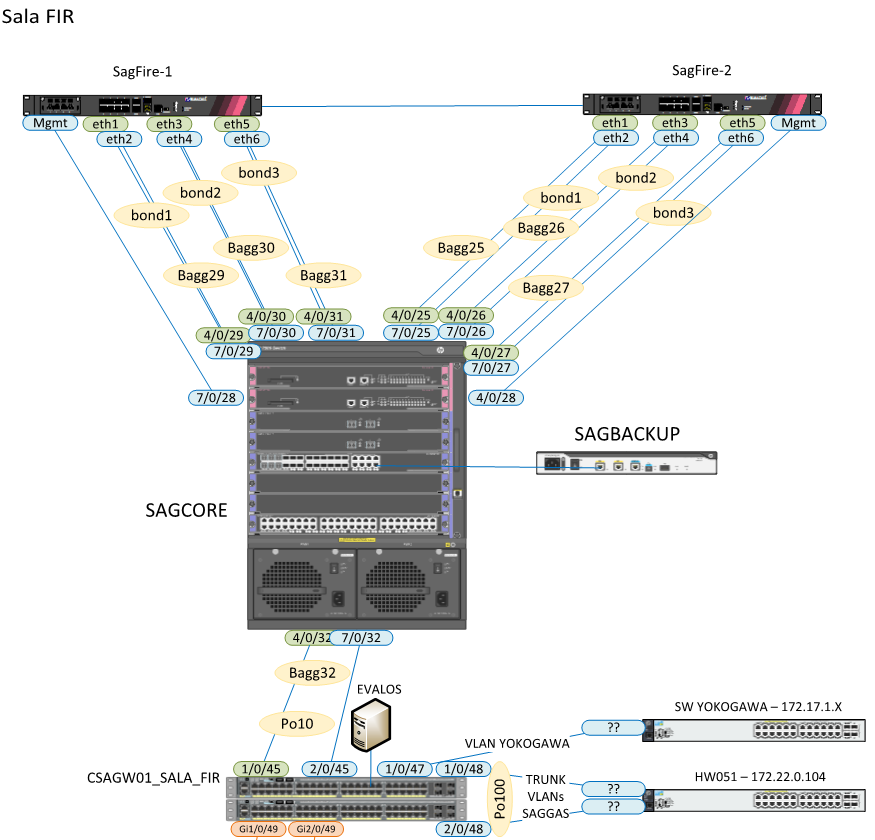 Sala FIR
SagFire-1
SagFire-2
Mgmt
eth1
eth3
eth5
eth2
eth4
eth6
eth1
eth3
eth5
Mgmt
eth2
eth4
eth6
bond3
bond2
bond1
bond2
bond1
bond3
Bagg30
Bagg29
Bagg31
Bagg26
Bagg25
Bagg27
4/0/30
4/0/31
4/0/25
4/0/26
4/0/29
7/0/30
7/0/31
7/0/25
7/0/26
7/0/29
4/0/27
7/0/27
7/0/28
4/0/28
SAGBACKUP
SAGCORE
4/0/32
7/0/32
Bagg32
EVALOS
Po10
SW YOKOGAWA – 172.17.1.X
??
VLAN YOKOGAWA
1/0/45
2/0/45
1/0/47
1/0/48
CSAGW01_SALA_FIR
TRUNK
VLANs
SAGGAS
HW051 – 172.22.0.104
??
??
Po100
Gi1/0/49
Gi2/0/49
2/0/48